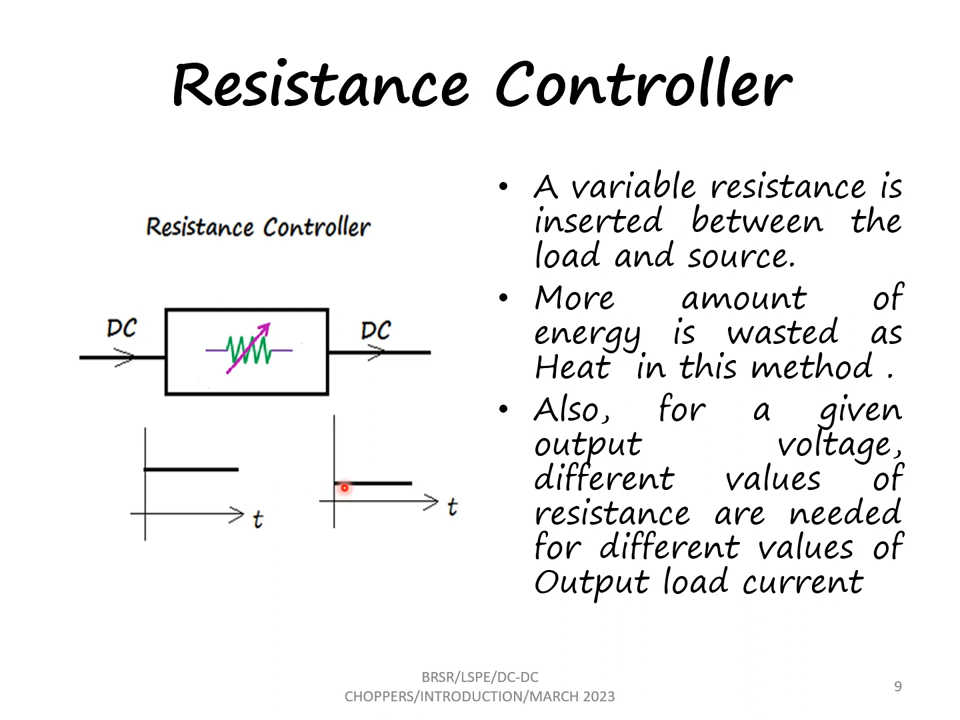 Resistance Controller
Resistance Controller
DC
DC
t
t
• A variable resistance is
inserted between the
load and source.
• More amount of
energy is wasted as
Heat in this method .
• Also, for a given
output voltage,
different values of
resistance are needed
for different values of
Output load current
BRSR/LSPE/DC-DC
CHOPPERS/INTRODUCTION/MARCH 2023
9